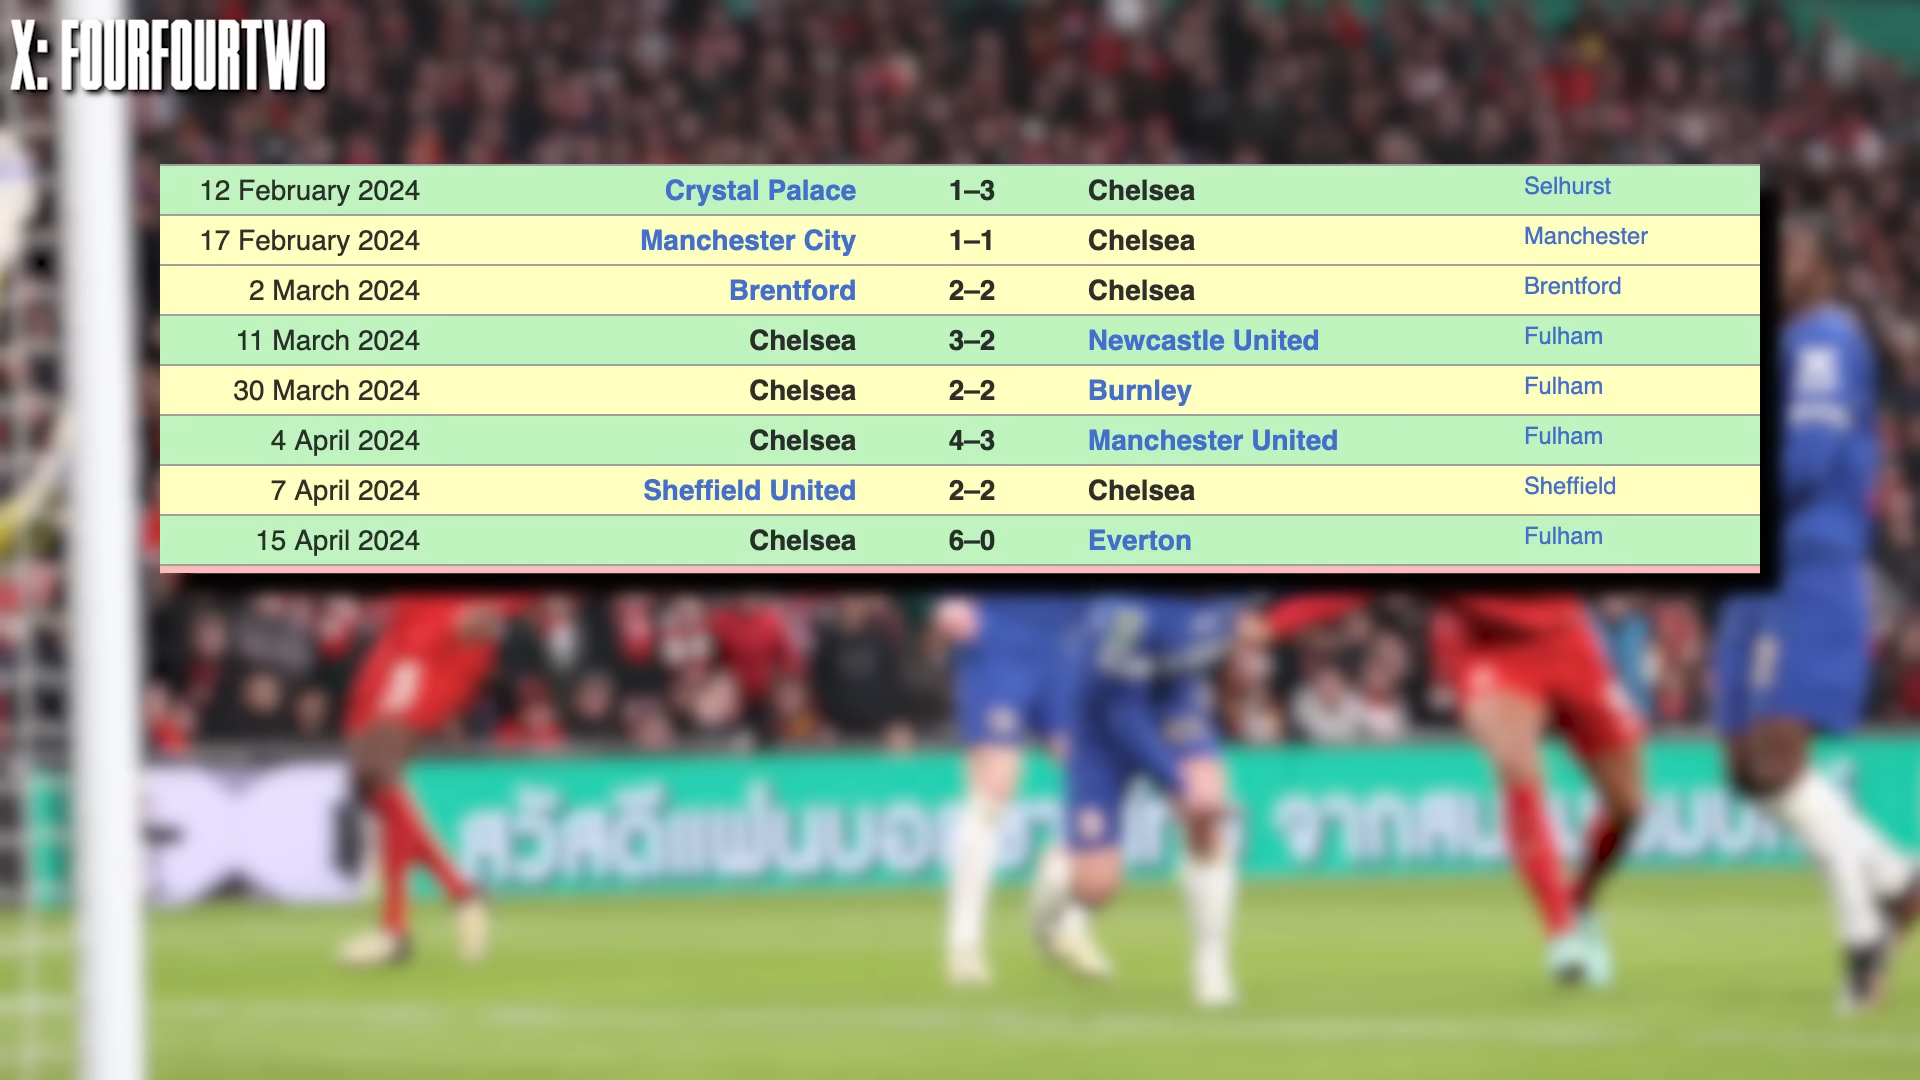 X: FOURFOURTWO
12 February 2024 Crystal Palace 1–3 Chelsea Selhurst
17 February 2024 Manchester City 1–1 Chelsea Manchester
2 March 2024 Brentford 2–2 Chelsea Brentford
11 March 2024 Chelsea 3–2 Newcastle United Fulham
30 March 2024 Chelsea 2–2 Burnley Fulham
4 April 2024 Chelsea 4–3 Manchester United Fulham
7 April 2024 Sheffield United 2–2 Chelsea Sheffield
15 April 2024 Chelsea 6–0 Everton Fulham